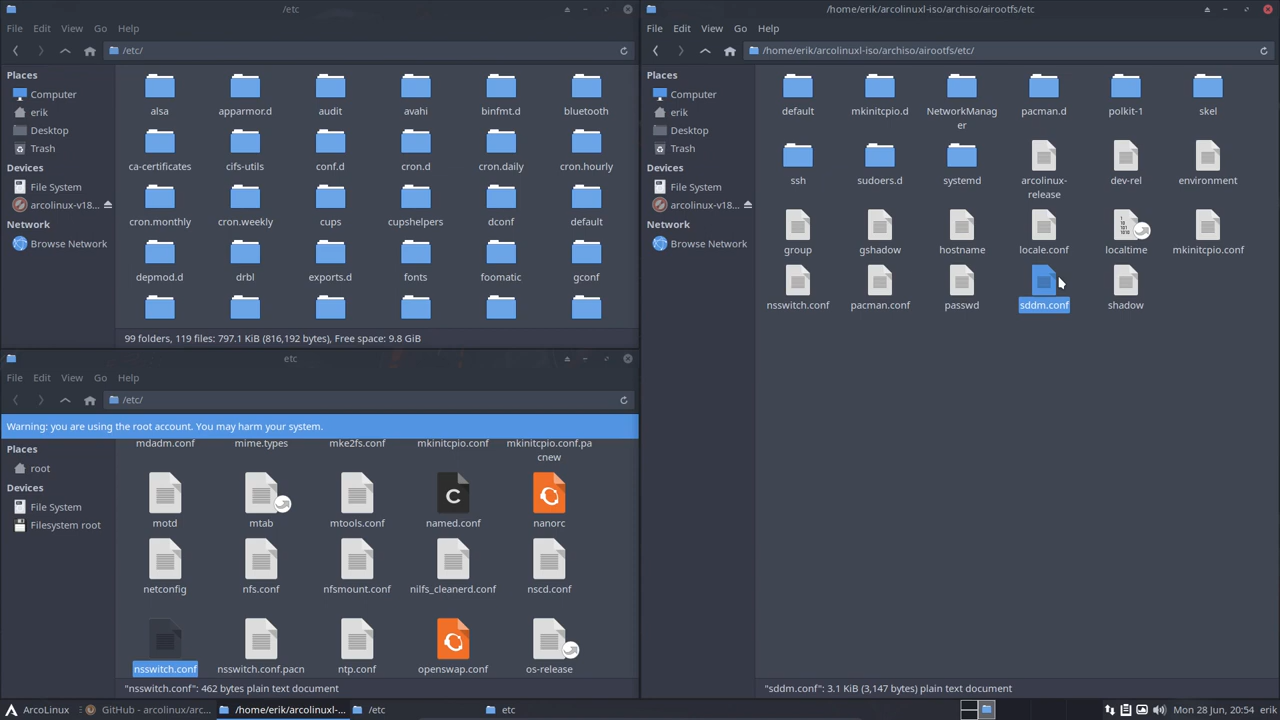 /etc
File Edit View Go Help
/etc/
Places
Computer
erik
Desktop
Trash
Devices
File System
arcolinux-v18...
Network
Browse Network
alsa apparmor.d audit avahi binfmt.d bluetooth
ca-certificates cifs-utils conf.d cron.d cron.daily cron.hourly
cron.monthly cron.weekly cups cupshelpers dconf default
depmod.d drbl exports.d fonts foomatic gconf
99 folders, 119 files: 797.1 KiB (816,192 bytes), Free space: 9.8 GiB
etc
File Edit View Go Help
/etc/
Warning: you are using the root account. You may harm your system.
Places
root
Devices
File System
Filesystem root
mdadm.conf mime.types mke2fs.conf mkinitcpio.conf mkinitcpio.conf.pa
cnew
motd mtab mtools.conf named.conf nanorc
netconfig nfs.conf nfsmount.conf nilfs_cleanerd.conf nscd.conf
nsswitch.conf nsswitch.conf.pacn ntp.conf openswap.conf os-release
"nsswitch.conf": 462 bytes plain text document
/home/erik/arcolinuxl-iso/archiso/airootfs/etc
File Edit View Go Help
/home/erik/arcolinuxl-iso/archiso/airootfs/etc/
Places
Computer
erik
Desktop
Trash
Devices
File System
arcolinux-v18...
Network
Browse Network
default mkinitcpio.d NetworkManag
er pacman.d polkit-1 skel
ssh sudoers.d systemd arcolinux-
release dev-rel environment
group gshadow hostname locale.conf localtime mkinitcpio.conf
nsswitch.conf pacman.conf passwd sddm.conf shadow
"sddm.conf": 3.1 KiB (3,147 bytes) plain text document
ArcoLinux GitHub - arcolinux/arc... /home/erik/arcolinuxl-... /etc etc Mon 28 Jun, 20:54 erik